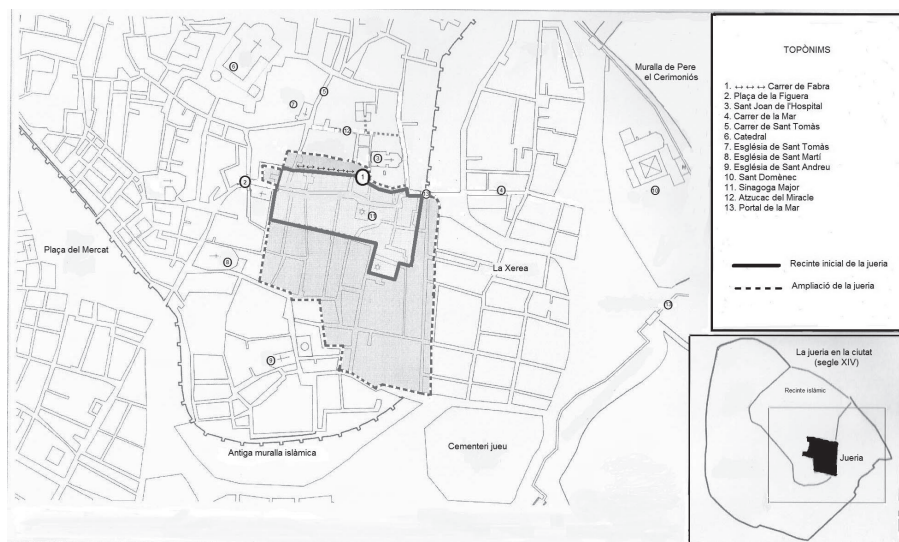 TOPÒNIMS
1. ↔ ↔ ↔ Carrer de Fabra
2. Plaça de la Figuera
3. Sant Joan de l'Hospital
4. Carrer de la Mar
5. Carrer de Sant Tomàs
6. Catedral
7. Església de Sant Tomàs
8. Església de Sant Martí
9. Església de Sant Andreu
10. Sant Domènec
11. Sinagoga Major
12. Atzucac del Miracle
13. Portal de la Mar
Recinte inicial de la jueria
Ampliació de la jueria
Muralla de Pere
el Cerimoniós
6
5
7
12
3
1
2
13
4
10
11
Plaça del Mercat
8
La Xerea
13
9
Antiga muralla islàmica
Cementeri jueu
La jueria en la ciutat
(segle XIV)
Recinte islàmic
Jueria